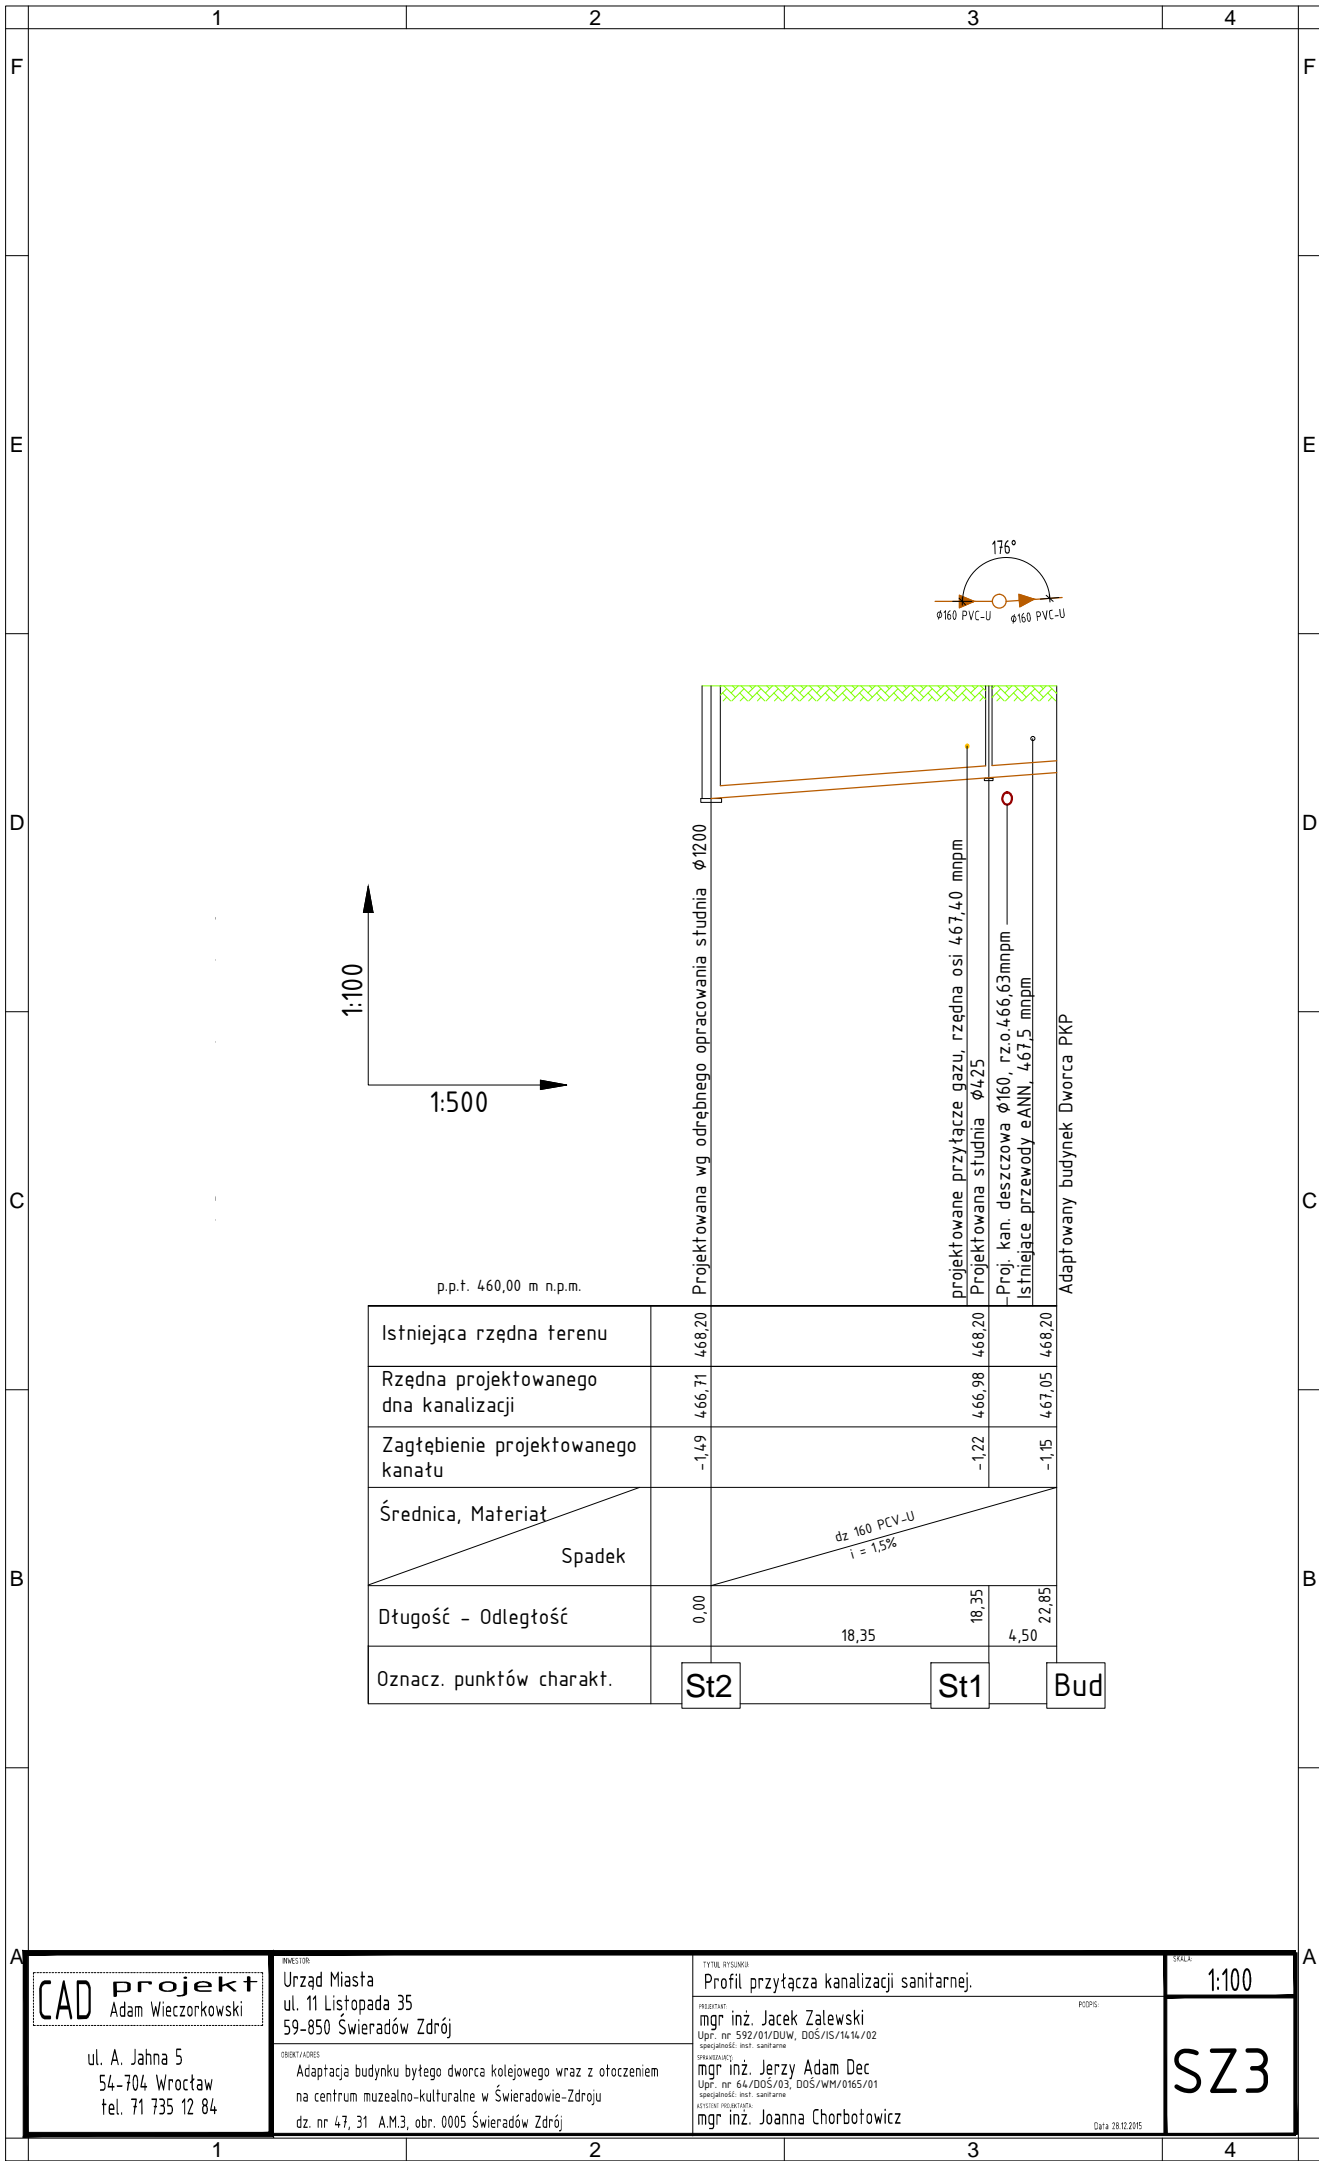 1 2 3 4
F F
E E
D D
C C
B B
A A
176°
ϕ160 PVC-U
ϕ160 PVC-U
Projektowana wg odrębnego opracowanie studnia ϕ1200
projektowane przyłącze gazu, rzędna osi 467,40 mnpm
Projektowana studnia ϕ425
Proj. kan. deszczowa ϕ160, rz.o.466,63mnpm
Istniejące przewody eANN, 467,5 mnpm
Adaptowany budynek Dworca PKP
1:100
1:500
p.p.t. 460,00 m n.p.m.
Istniejąca rzędna terenu
468,20 468,20 468,20
Rzędna projektowanego
dna kanalizacji
466,71 466,98 467,05
Zagłębienie projektowanego
kanału
-1,49 -1,22 -1,15
Średnica, Materiał
Spadek
dz 160 PCV-U
i = 1,5%
Długość - Odległość
0,00 18,35 22,85
18,35 4,50
Oznacz. punktów charakt.
St2 St1 Bud
CAD projekt
Adam Wieczorkowski
ul. A. Jahna 5
54-704 Wrocław
tel. 71 735 12 84
INWESTOR:
Urząd Miasta
ul. 11 Listopada 35
59-850 Świeradów Zdrój
OBIEKT/ADRES
Adaptacja budynku byłego dworca kolejowego wraz z otoczeniem
na centrum muzealno-kulturalne w Świeradowie-Zdroju
dz. nr 47, 31 A.M.3, obr. 0005 Świeradów Zdrój
TYTUŁ RYSUNKU:
Profil przyłącza kanalizacji sanitarnej.
PROJEKTANT: PODPIS:
mgr inż. Jacek Zalewski
Upr. nr 592/01/DUW, DOŚ/IS/1414/02
specjalność: inst. sanitarne
SPRAWDZAJĄCY:
mgr inż. Jerzy Adam Dec
Upr. nr 64/DOŚ/03, DOŚ/WM/0165/01
specjalność: inst. sanitarne
ASYSTENT PROJEKTANTA:
mgr inż. Joanna Chorbotowicz
Data 28.12.2015
SKALA:
1:100
SZ3
1 2 3 4